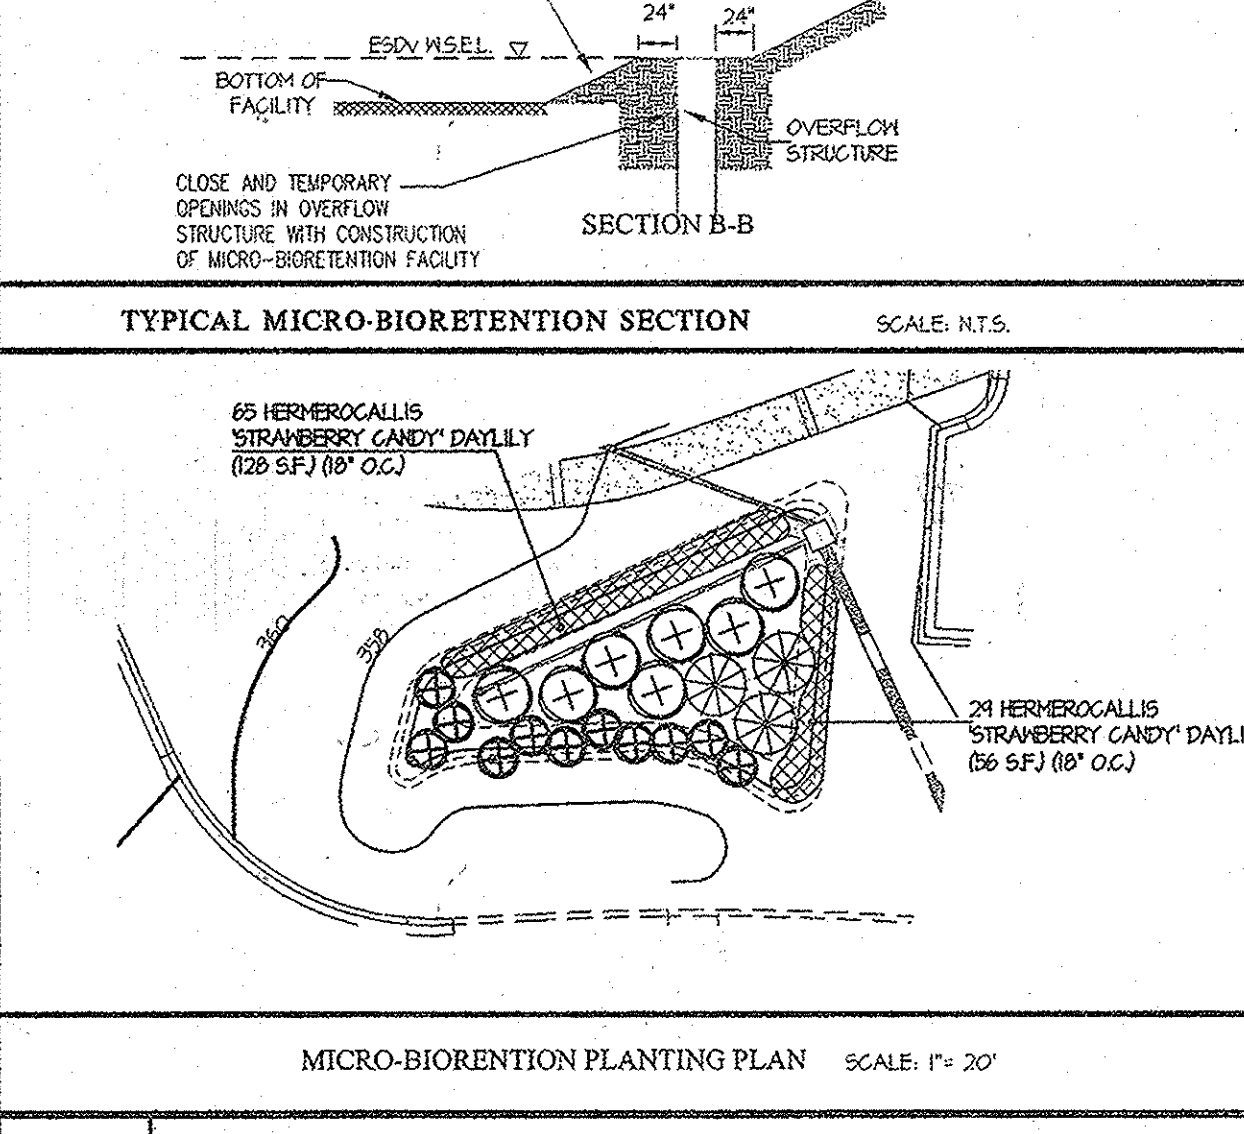 24" 24"
ESDv W.S.E.L.
BOTTOM OF
FACILITY
OVERFLOW
STRUCTURE
CLOSE AND TEMPORARY
OPENINGS IN OVERFLOW
STRUCTURE WITH CONSTRUCTION
OF MICRO-BIORETENTION FACILITY
SECTION B-B
TYPICAL MICRO-BIORETENTION SECTION SCALE: N.T.S.
65 HERMEROCALLIS
'STRAWBERRY CANDY' DAYLILY
(128 S.F.) (18" O.C.)
360
358
29 HERMEROCALLIS
'STRAWBERRY CANDY' DAYLI
(56 S.F.) (18" O.C.)
MICRO-BIORENTION PLANTING PLAN SCALE: 1"= 20'